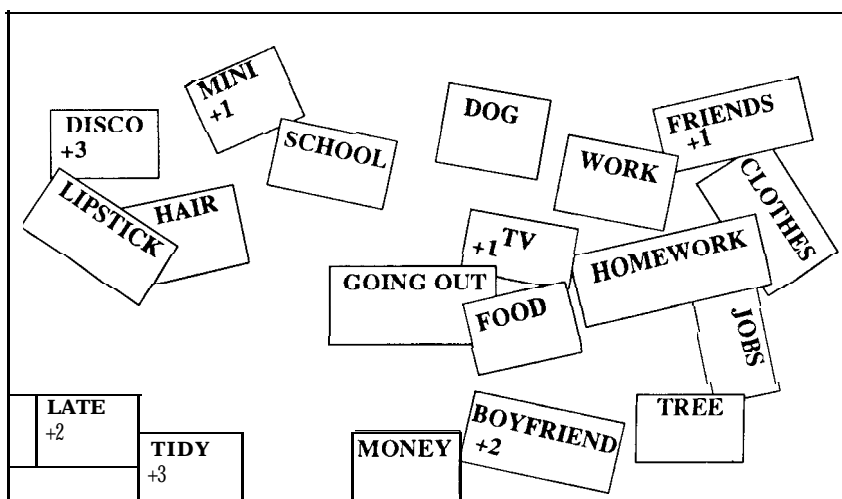 MINI
+1
DISCO
+3
SCHOOL
DOG
FRIENDS
+1
WORK
CLOTHES
LIPSTICK
HAIR
TV
+1
HOMEWORK
GOING OUT
FOOD
JOBS
LATE
+2
TIDY
+3
MONEY
BOYFRIEND
+2
TREE